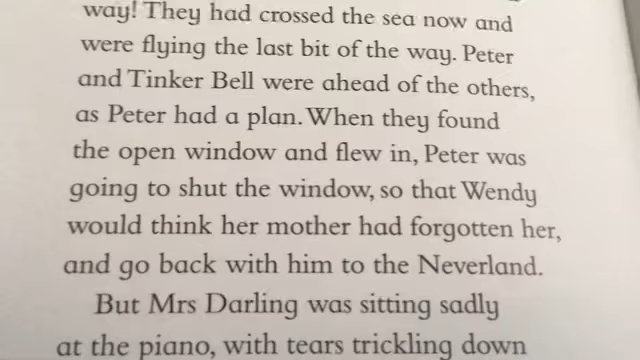 way! They had crossed the sea now and
were flying the last bit of the way. Peter
and Tinker Bell were ahead of the others,
as Peter had a plan. When they found
the open window and flew in, Peter was
going to shut the window, so that Wendy
would think her mother had forgotten her,
and go back with him to the Neverland.
But Mrs Darling was sitting sadly
at the piano, with tears trickling down